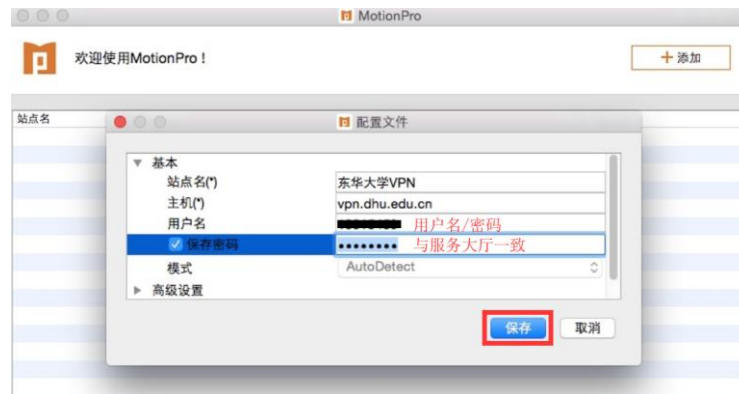 MotionPro
欢迎使用MotionPro！
添加
站点名
配置文件
基本
站点名(*)
东华大学VPN
主机(*)
vpn.dhu.edu.cn
用户名
用户名/密码
保存密码
与服务大厅一致
模式
AutoDetect
高级设置
保存
取消